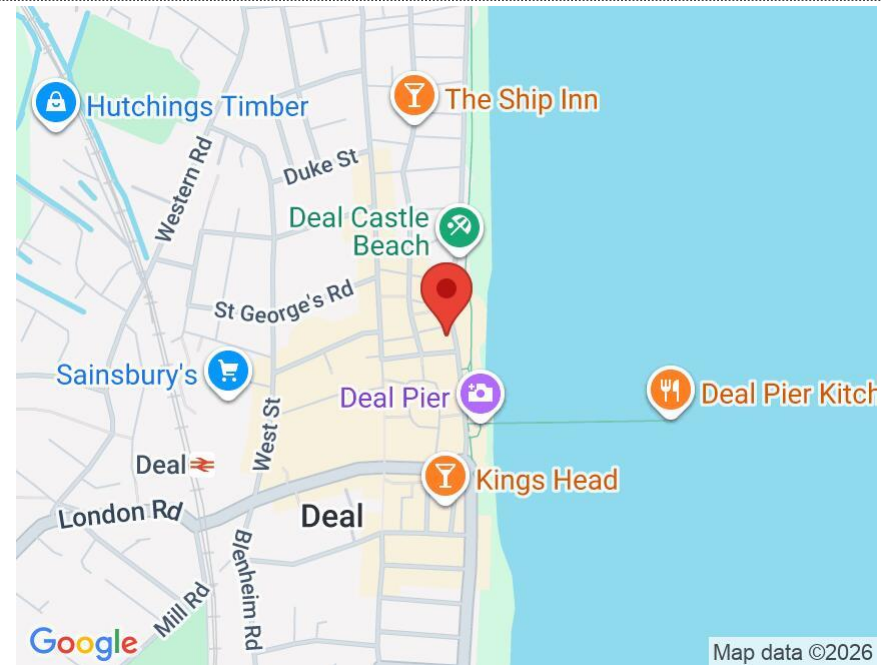 The Ship Inn
Hutchings Timber
Western Rd
Duke St
Deal Castle
Beach
St George's Rd
Sainsbury's
Deal Pier
Deal Pier Kitch
West St
Deal
Kings Head
London Rd
Deal
Blenheim Rd
Mill Rd
Google
Map data ©2026